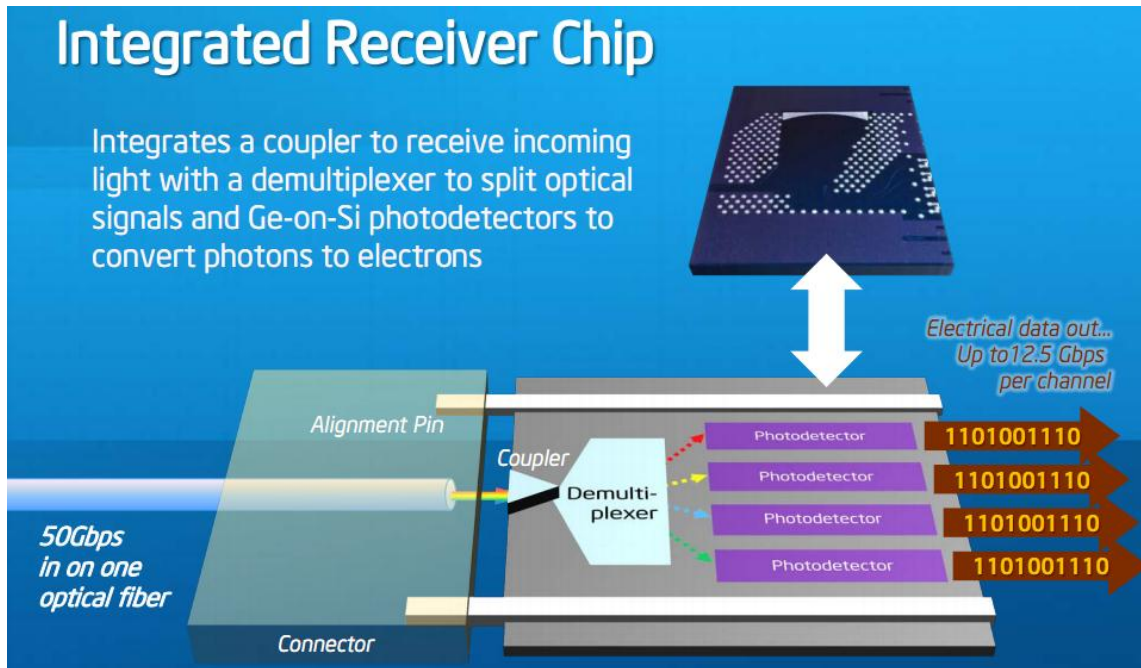 Integrated Receiver Chip
Integrates a coupler to receive incoming
light with a demultiplexer to split optical
signals and Ge-on-Si photodetectors to
convert photons to electrons
Electrical data out...
Up to12.5 Gbps
per channel
Alignment Pin
Coupler
Demulti-
plexer
Photodetector
1101001110
Photodetector
1101001110
Photodetector
1101001110
Photodetector
1101001110
50Gbps
in on one
optical fiber
Connector